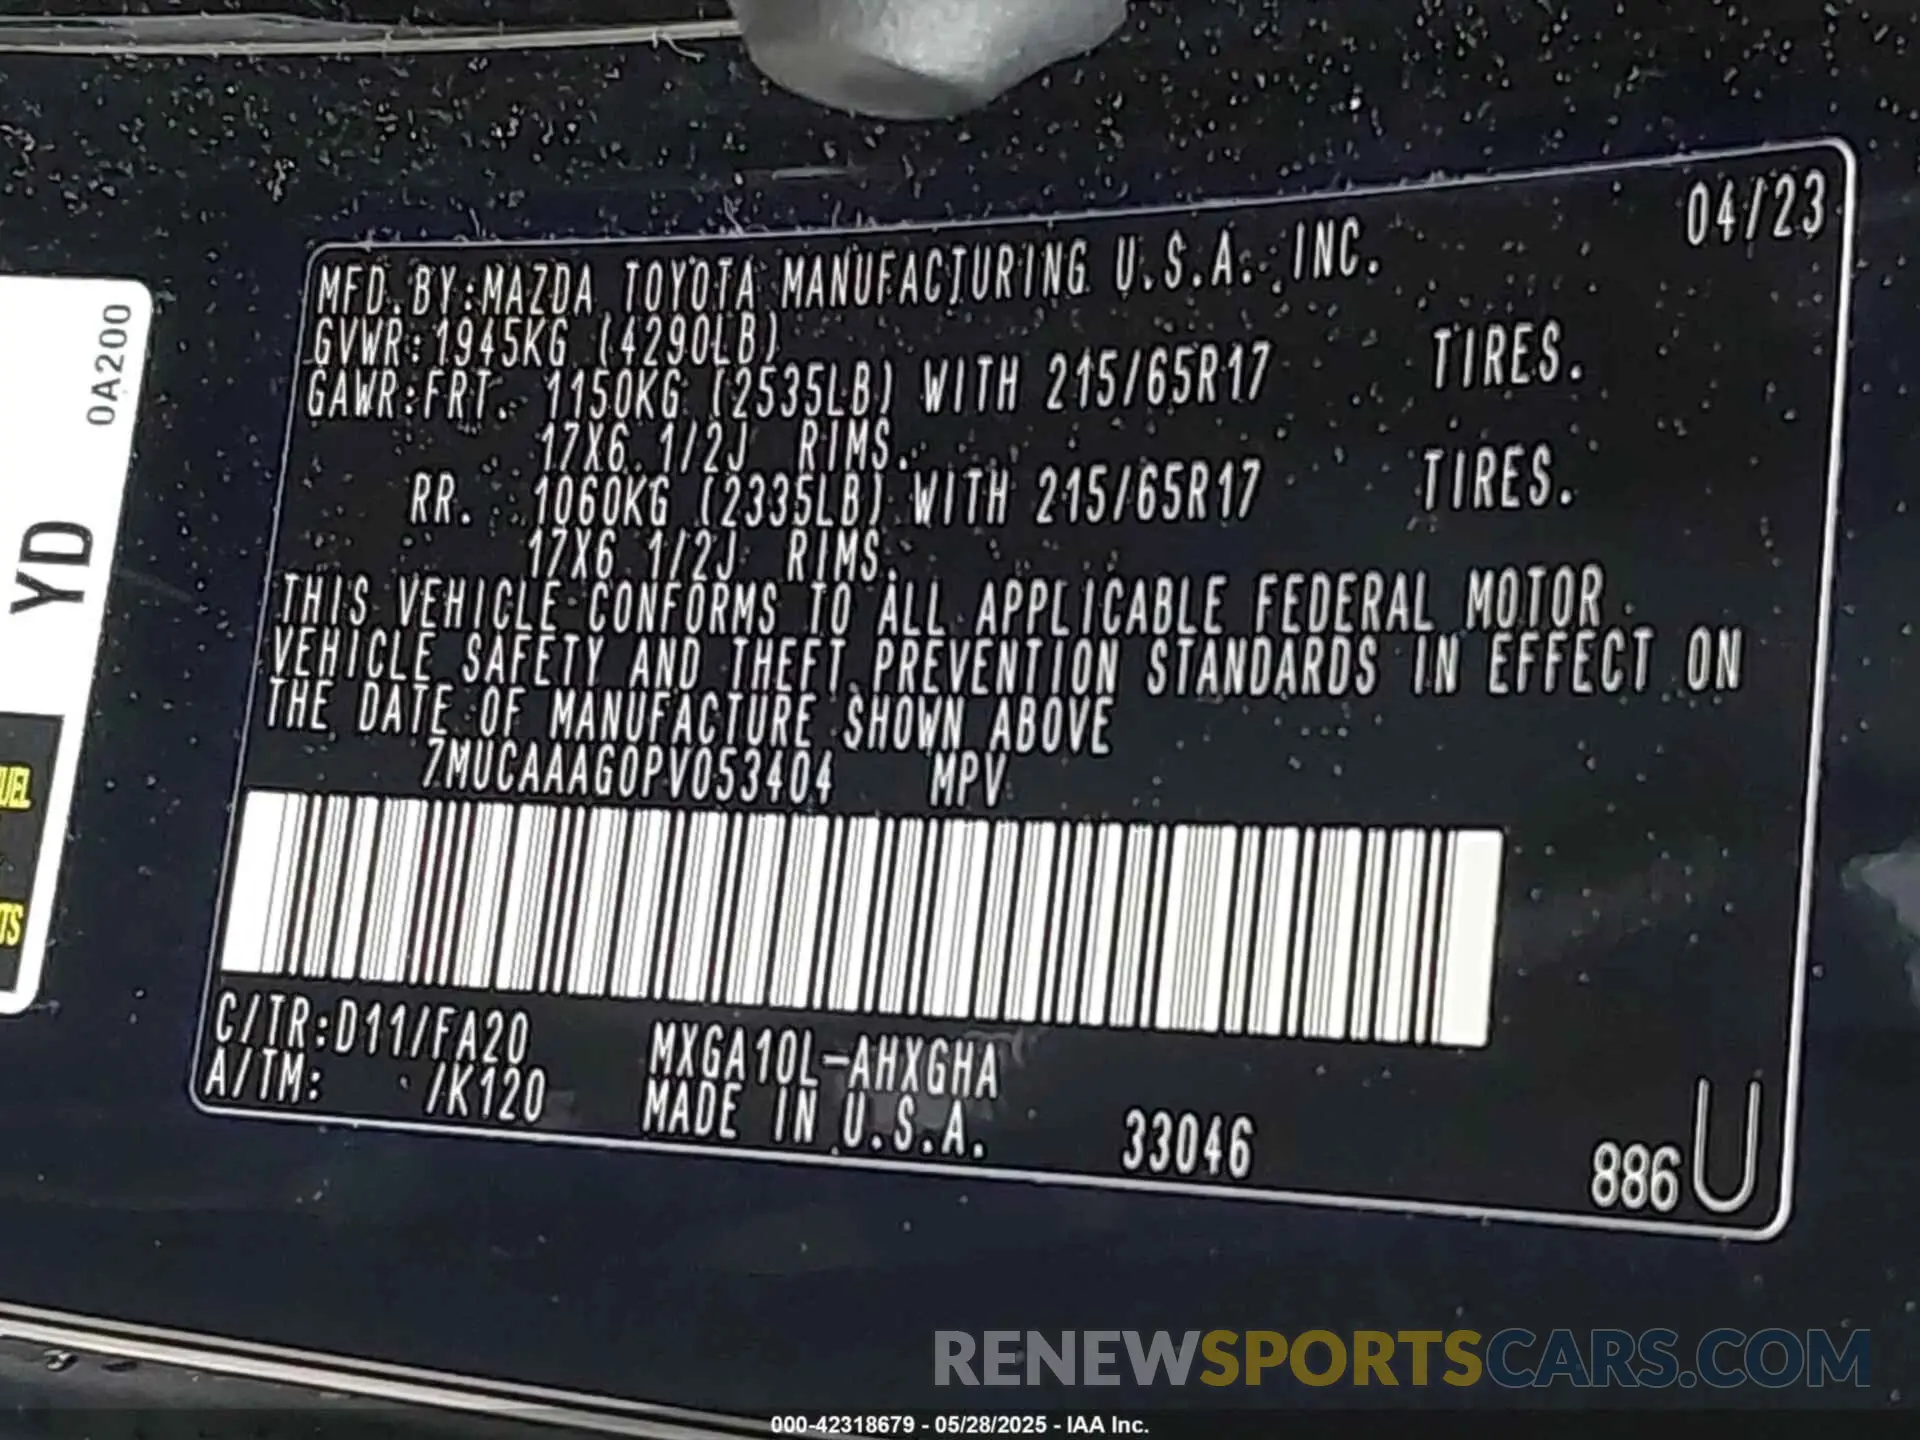 04/23
MFD. BY:MAZDA TOYOTA MANUFACTURING U.S.A. INC.
GVWR:1945KG (4290LB)
GAWR:FRT. 1150KG (2535LB) WITH 215/65R17 TIRES.
17X6 1/2J RIMS.
RR. 1060KG (2335LB) WITH 215/65R17 TIRES.
17X6 1/2J RIMS.
THIS VEHICLE CONFORMS TO ALL APPLICABLE FEDERAL MOTOR
VEHICLE SAFETY AND THEFT PREVENTION STANDARDS IN EFFECT ON
THE DATE OF MANUFACTURE SHOWN ABOVE
7MUCAAAG0PV053404 MPV
C/TR:D11/FA20 MXGA10L-AHXGHA
A/TM: /K120 MADE IN U.S.A. 33046 886U
0A200
YD
RENEWSPORTSCARS.COM
000-42318679 - 05/28/2025 - IAA Inc.